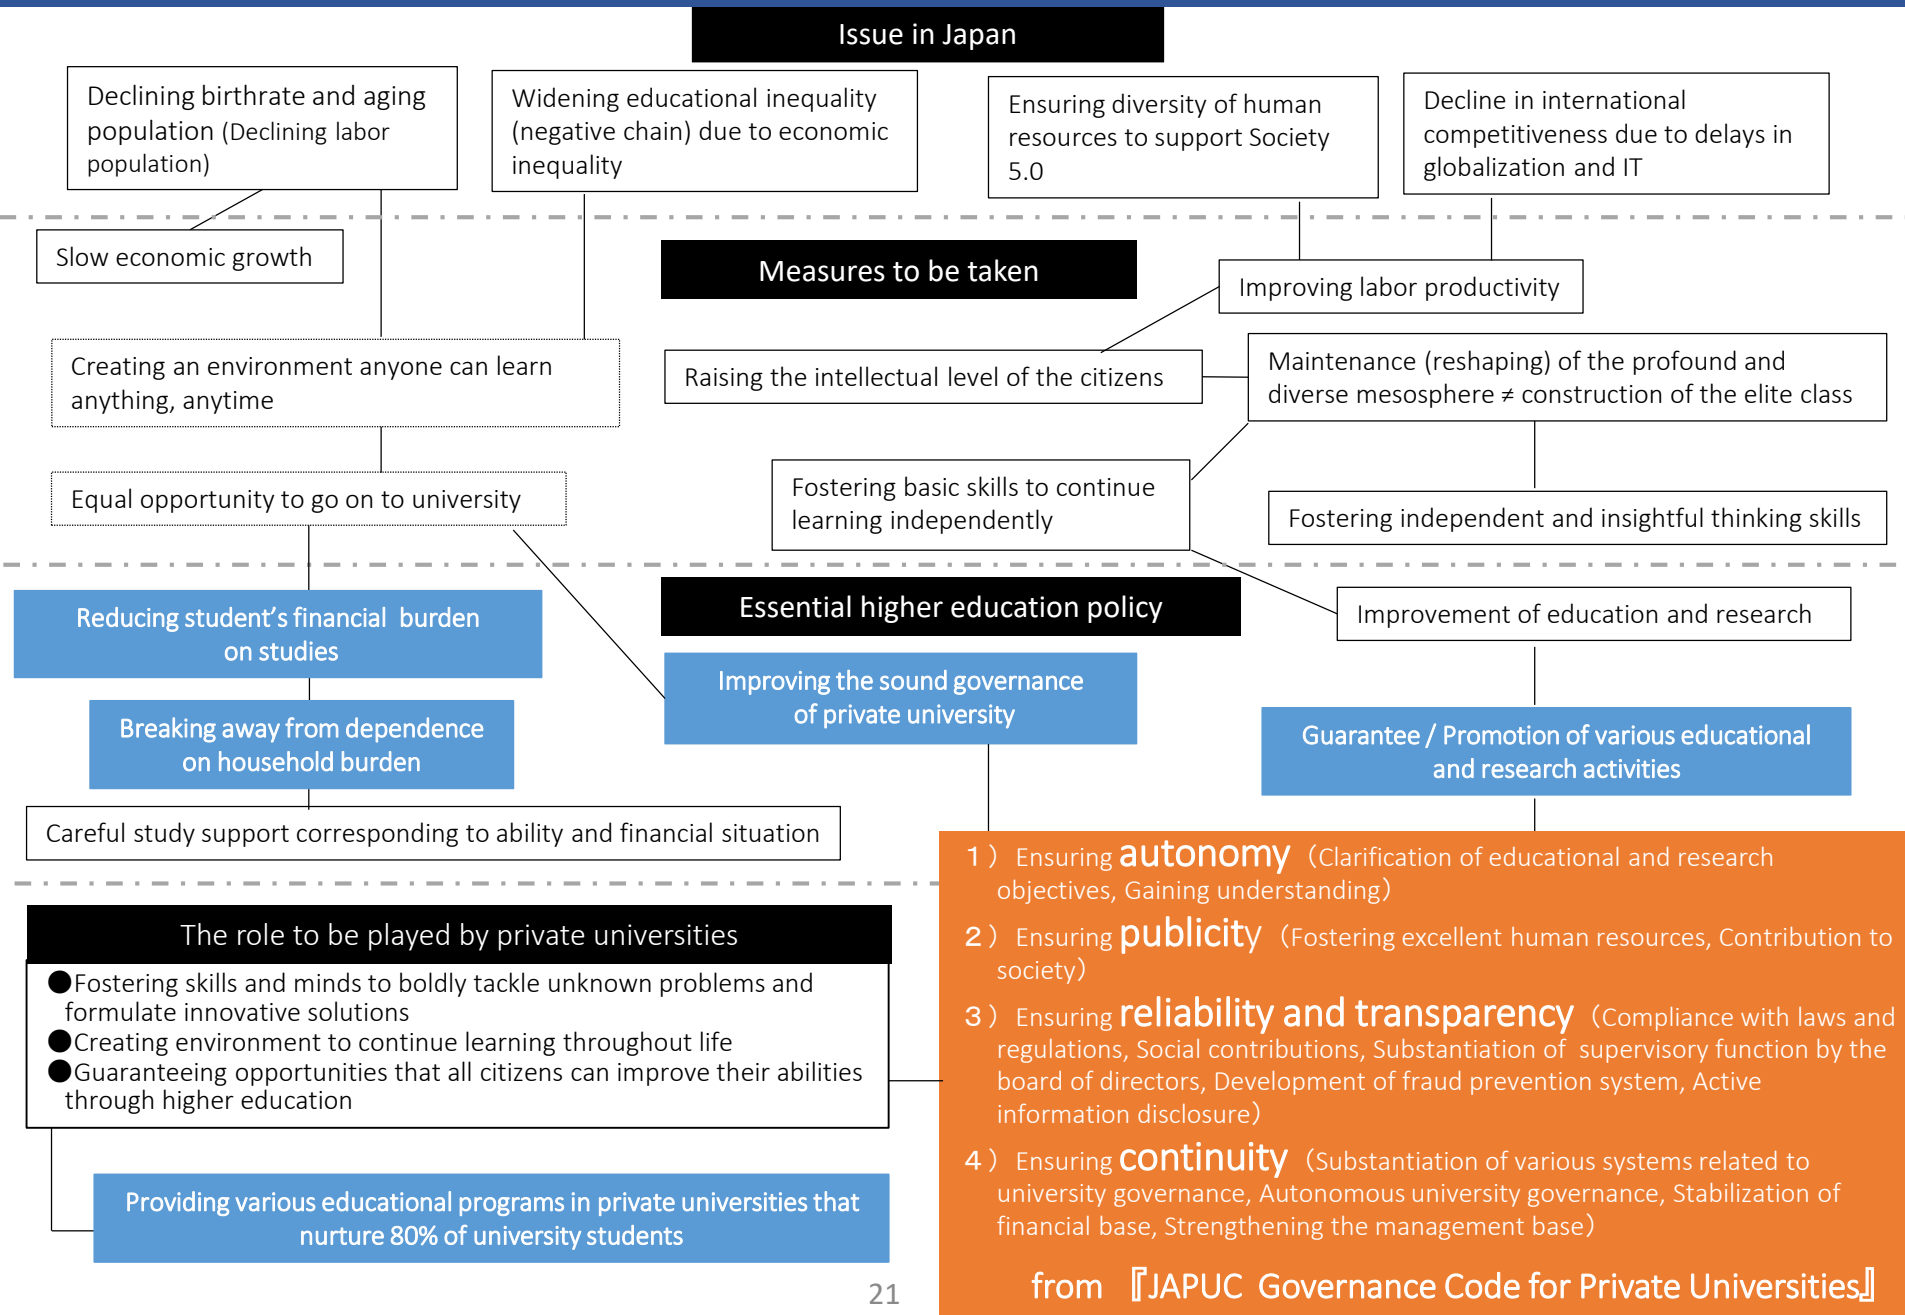 Issue in Japan
Declining birthrate and aging
population (Declining labor
population)
Widening educational inequality
(negative chain) due to economic
inequality
Ensuring diversity of human
resources to support Society
5.0
Decline in international
competitiveness due to delays in
globalization and IT
Slow economic growth
Measures to be taken
Improving labor productivity
Creating an environment anyone can learn
anything, anytime
Raising the intellectual level of the citizens
Maintenance (reshaping) of the profound and
diverse mesosphere ≠ construction of the elite class
Equal opportunity to go on to university
Fostering basic skills to continue
learning independently
Fostering independent and insightful thinking skills
Reducing student’s financial burden
on studies
Essential higher education policy
Improvement of education and research
Improving the sound governance
of private university
Breaking away from dependence
on household burden
Guarantee / Promotion of various educational
and research activities
Careful study support corresponding to ability and financial situation
1）Ensuring autonomy（Clarification of educational and research
objectives, Gaining understanding）
2）Ensuring publicity（Fostering excellent human resources, Contribution to
society）
3）Ensuring reliability and transparency（Compliance with laws and
regulations, Social contributions, Substantiation of supervisory function by the
board of directors, Development of fraud prevention system, Active
information disclosure）
4）Ensuring continuity（Substantiation of various systems related to
university governance, Autonomous university governance, Stabilization of
financial base, Strengthening the management base）
from 『JAPUC Governance Code for Private Universities』
The role to be played by private universities
●Fostering skills and minds to boldly tackle unknown problems and
formulate innovative solutions
●Creating environment to continue learning throughout life
●Guaranteeing opportunities that all citizens can improve their abilities
through higher education
Providing various educational programs in private universities that
nurture 80% of university students
21